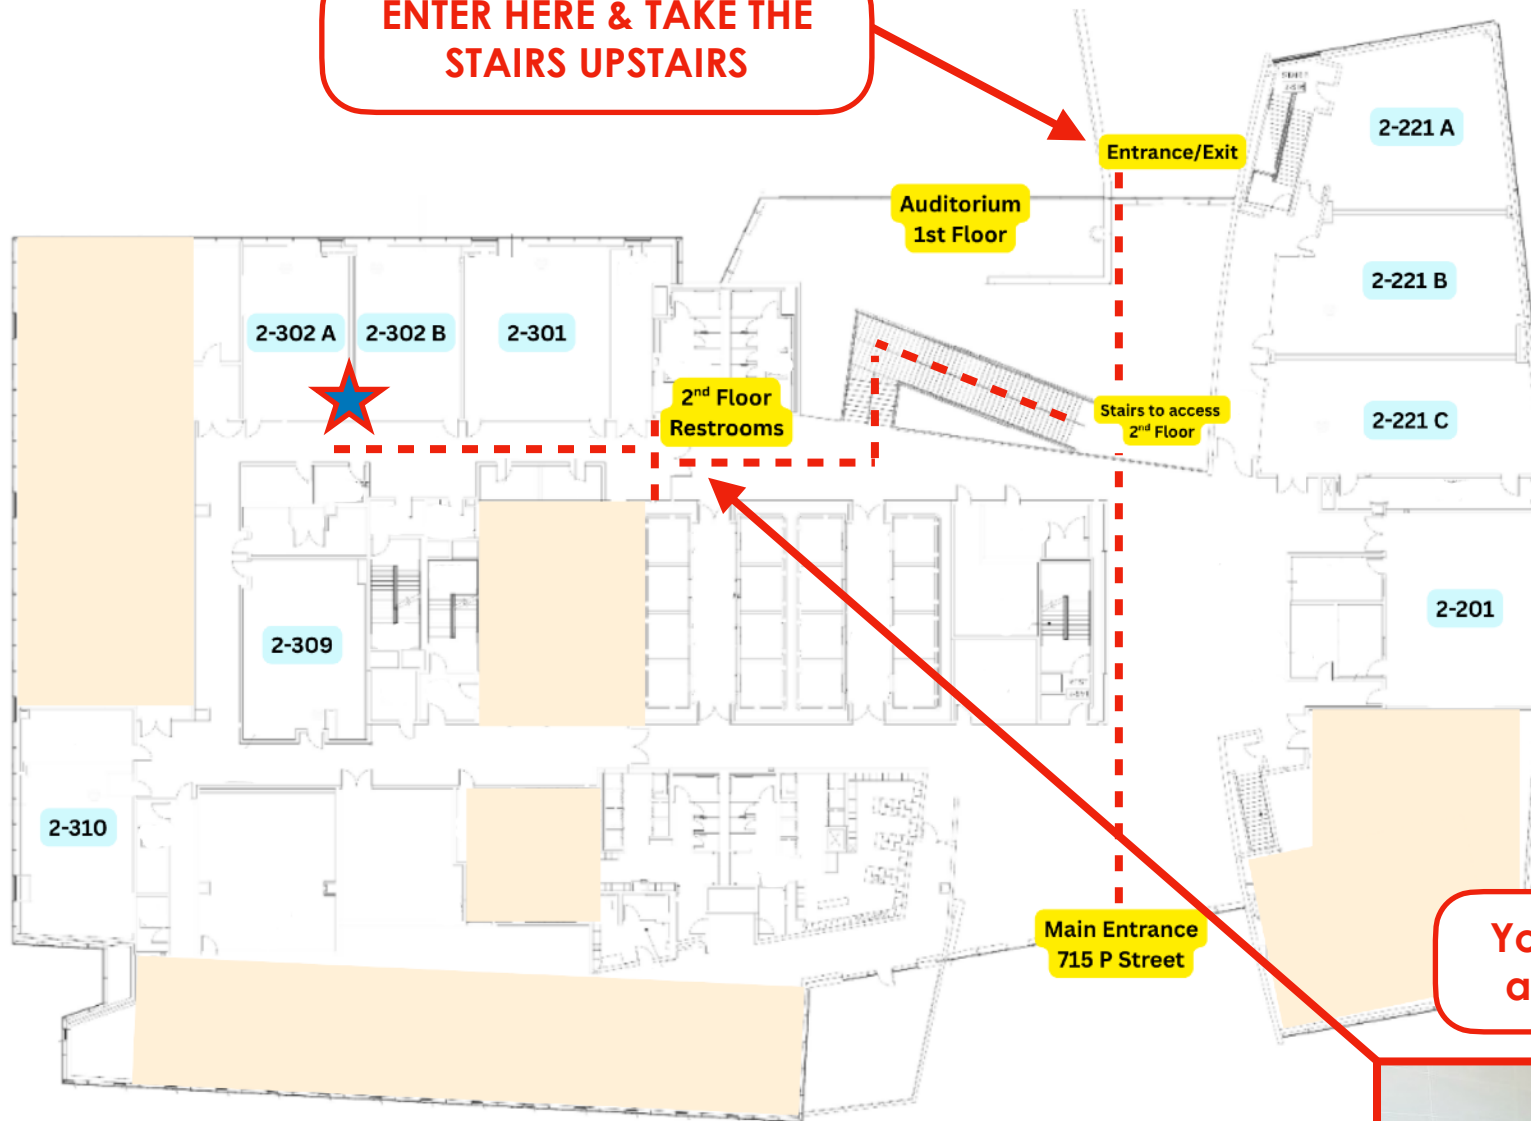 ENTER HERE & TAKE THE
STAIRS UPSTAIRS
Entrance/Exit
2-221 A
Auditorium
1st Floor
2-221 B
2-302 A
2-302 B
2-301
2nd Floor
Restrooms
Stairs to access
2nd Floor
2-221 C
2-201
2-309
2-310
Main Entrance
715 P Street
Yo
a